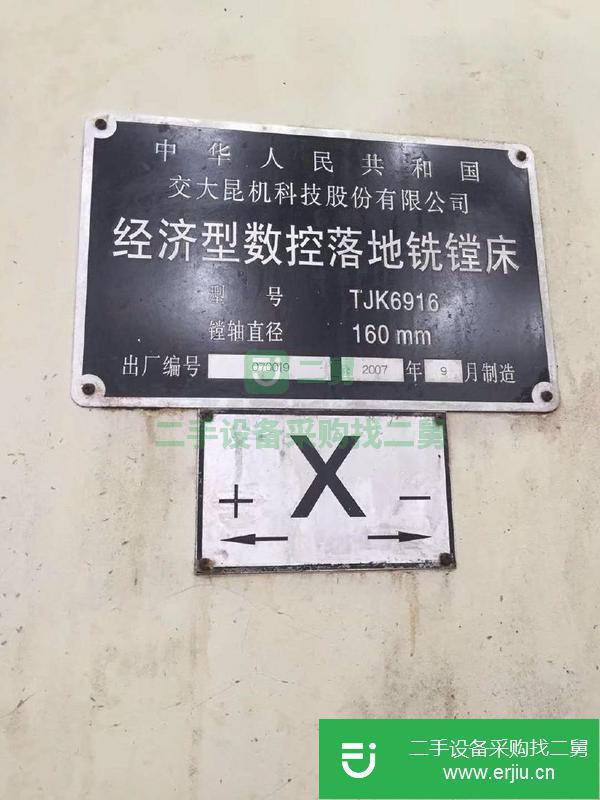 中华人民共和国
交大昆机科技股份有限公司
经济型数控落地铣镗床
型 号 TJK6916
镗轴直径 160 mm
出厂编号 070019 2007 年 9 月制造
二舅
二手设备采购找二舅
X
+ −
二手设备采购找二舅
www.erjiu.cn